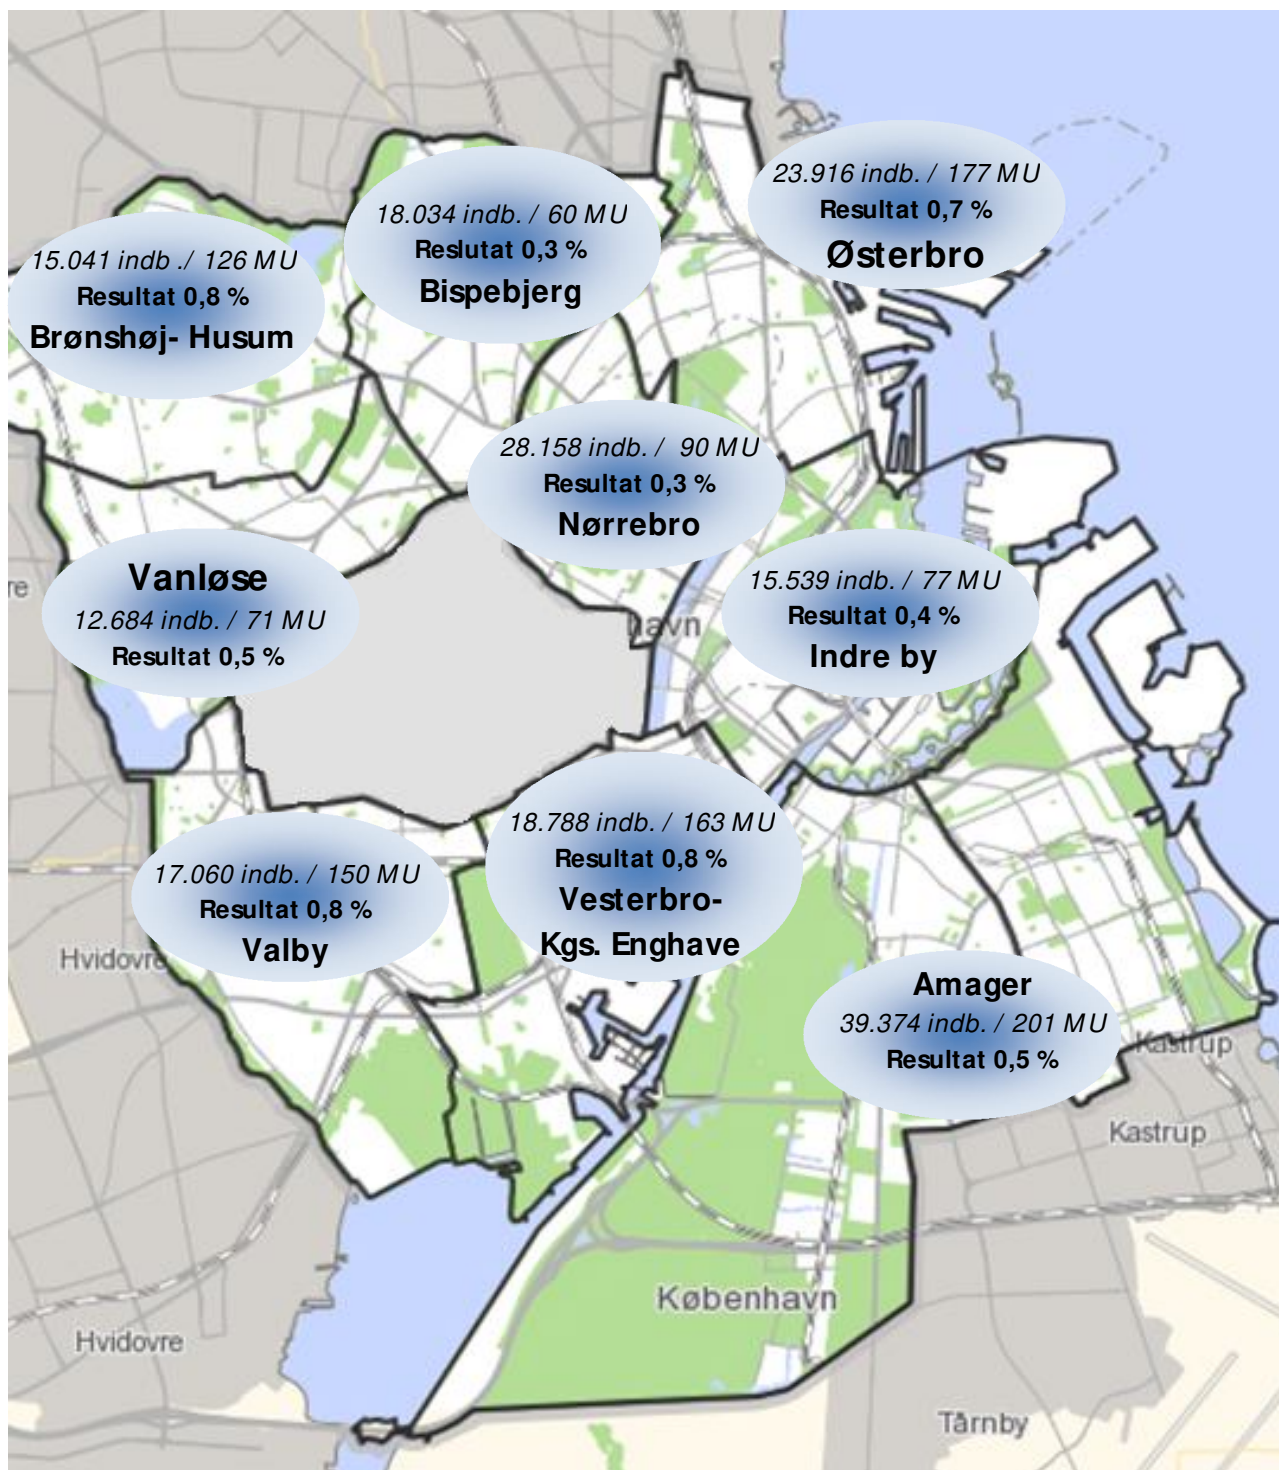 23.916 indb. / 177 MU
Resultat 0,7 %
Østerbro
18.034 indb. / 60 MU
Reslutat 0,3 %
Bispebjerg
15.041 indb ./ 126 MU
Resultat 0,8 %
Brønshøj- Husum
28.158 indb. / 90 MU
Resultat 0,3 %
Nørrebro
Vanløse
12.684 indb. / 71 MU
Resultat 0,5 %
re
havn
15.539 indb. / 77 MU
Resultat 0,4 %
Indre by
18.788 indb. / 163 MU
Resultat 0,8 %
Vesterbro-
Kgs. Enghave
17.060 indb. / 150 MU
Resultat 0,8 %
Valby
Hvidovre
Amager
39.374 indb. / 201 MU
Resultat 0,5 %
Kastrup
Kastrup
København
Hvidovre
Tårnby